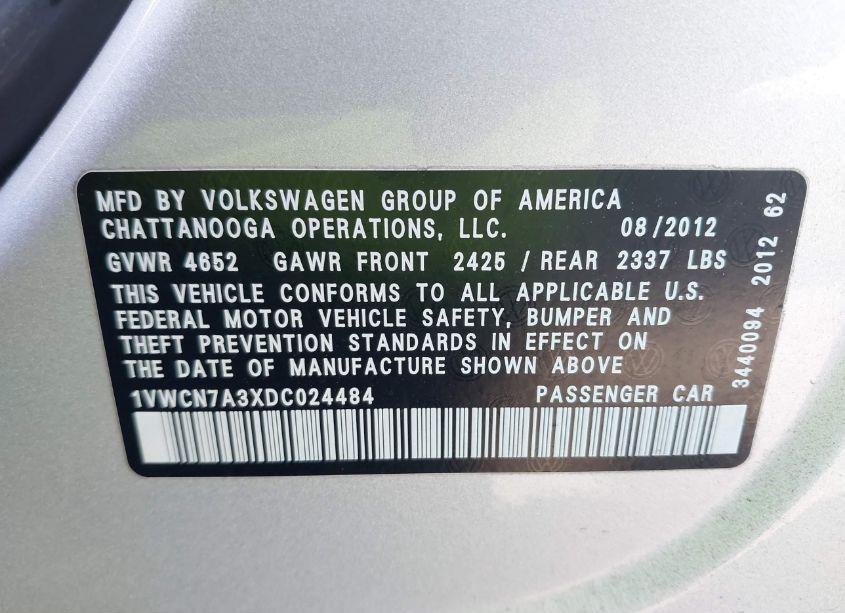 MFD BY VOLKSWAGEN GROUP OF AMERICA
CHATTANOOGA OPERATIONS, LLC. 08/2012
GVWR 4652 GAWR FRONT 2425 / REAR 2337 LBS
THIS VEHICLE CONFORMS TO ALL APPLICABLE U.S.
FEDERAL MOTOR VEHICLE SAFETY, BUMPER AND
THEFT PREVENTION STANDARDS IN EFFECT ON
THE DATE OF MANUFACTURE SHOWN ABOVE
1VWCN7A3XDC024484 PASSENGER CAR
3440094 2012 62